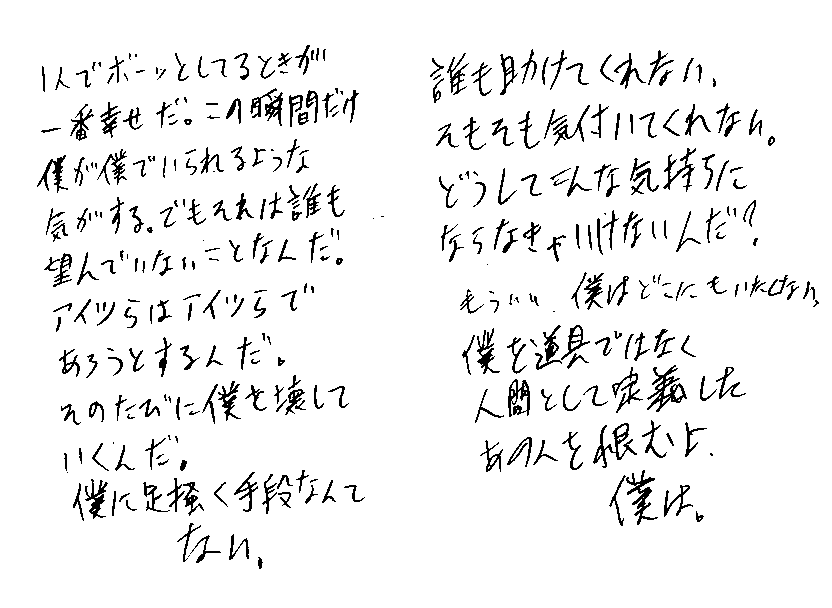 1人でボーッとしてるときが
一番幸せだ。この瞬間だけ
僕が僕でいられるような
気がする。でもそれは誰も
望んでいないことなんだ。
アイツらはアイツらで
あろうとするんだ。
そのたびに僕を壊して
いくんだ。
僕に足掻く手段なんて
ない。
誰も助けてくれない、
そもそも気付いてくれない。
どうしてこんな気持ちに
ならなきゃいけないんだ?
もういい、僕はどこにもいたくない。
僕を道具ではなく
人間として定義した
あの人を恨むよ、
僕は。